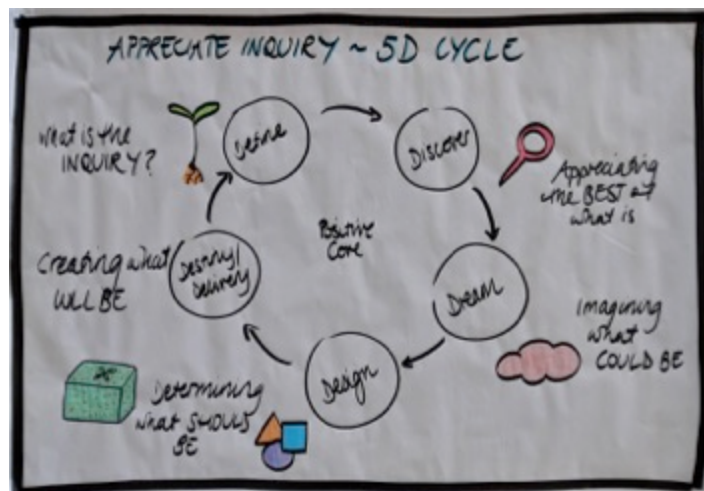 APPRECIATE INQUIRY ~ 5D CYCLE
What is the
INQUIRY?
Define
Discover
Appreciating
the BEST of
what is
Positive
Core
Dream
Imagining
what
COULD BE
Design
Determining
What SHOULD
BE
Destiny/
Delivery
Creating what
WILL BE